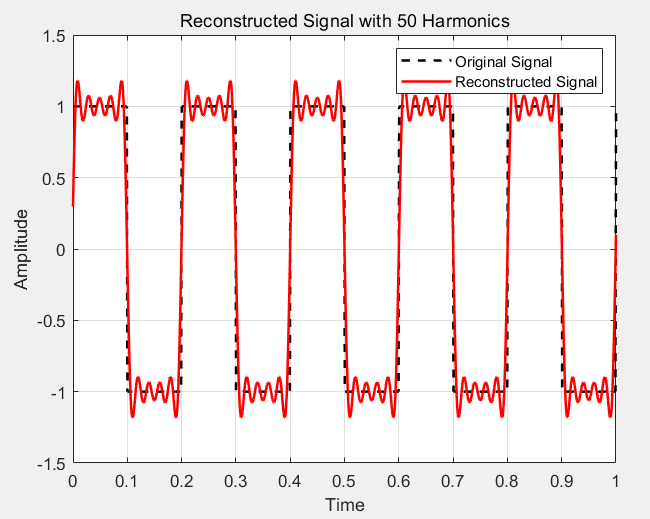 Reconstructed Signal with 50 Harmonics
Original Signal
Reconstructed Signal
Amplitude
1.5
1
0.5
0
-0.5
-1
-1.5
0 0.1 0.2 0.3 0.4 0.5 0.6 0.7 0.8 0.9 1
Time